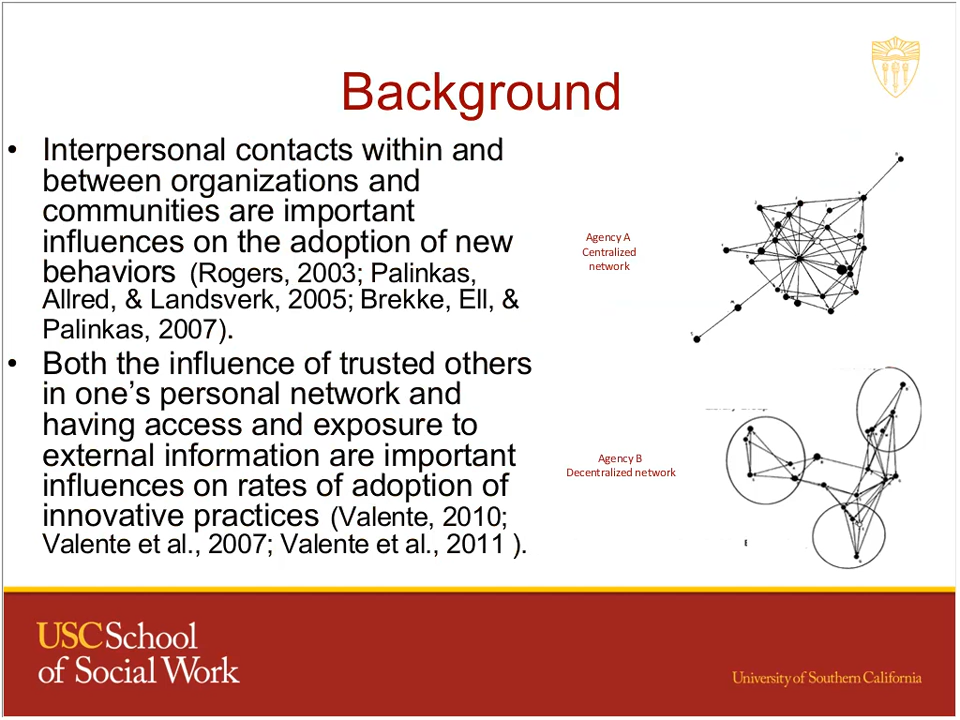 Background
• Interpersonal contacts within and
between organizations and
communities are important
influences on the adoption of new
behaviors (Rogers, 2003; Palinkas,
Allred, & Landsverk, 2005; Brekke, Ell, &
Palinkas, 2007).
• Both the influence of trusted others
in one’s personal network and
having access and exposure to
external information are important
influences on rates of adoption of
innovative practices (Valente, 2010;
Valente et al., 2007; Valente et al., 2011 ).
Agency A
Centralized
network
Agency B
Decentralized network
USC School
of Social Work
University of Southern California